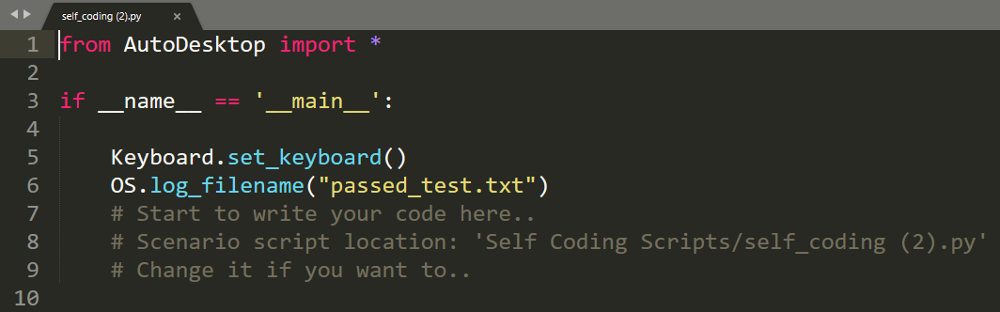 self_coding (2).py ×
1 from AutoDesktop import *
2
3 if __name__ == '__main__':
4
5     Keyboard.set_keyboard()
6     OS.log_filename("passed_test.txt")
7     # Start to write your code here..
8     # Scenario script location: 'Self Coding Scripts/self_coding (2).py'
9     # Change it if you want to..
10